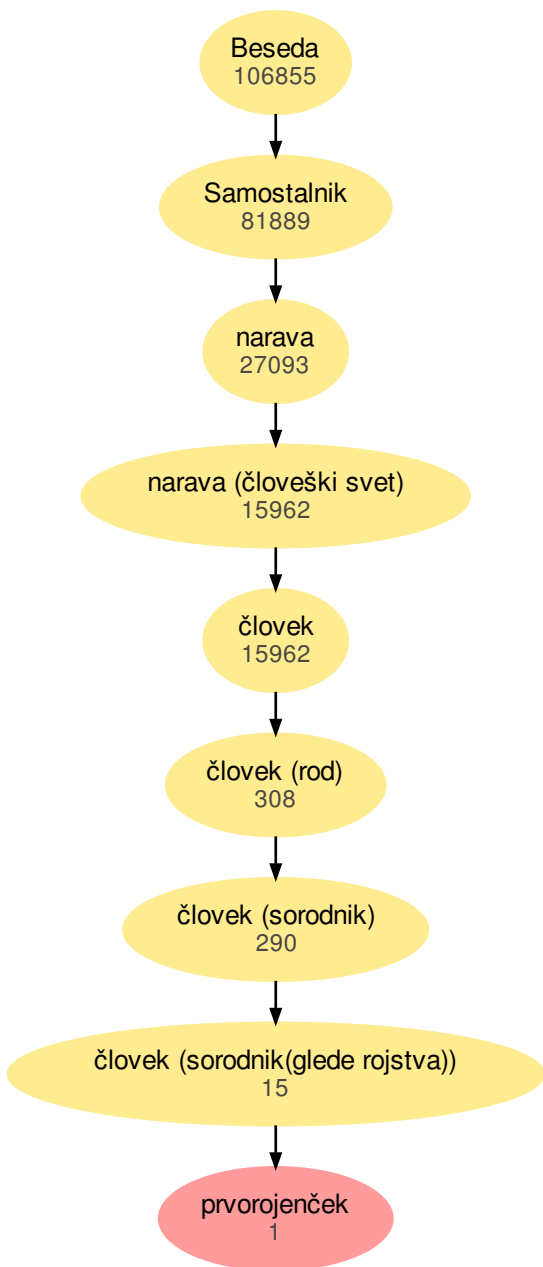 Beseda
106855
Samostalnik
81889
narava
27093
narava (človeški svet)
15962
človek
15962
človek (rod)
308
človek (sorodnik)
290
človek (sorodnik(glede rojstva))
15
prvorojenček
1